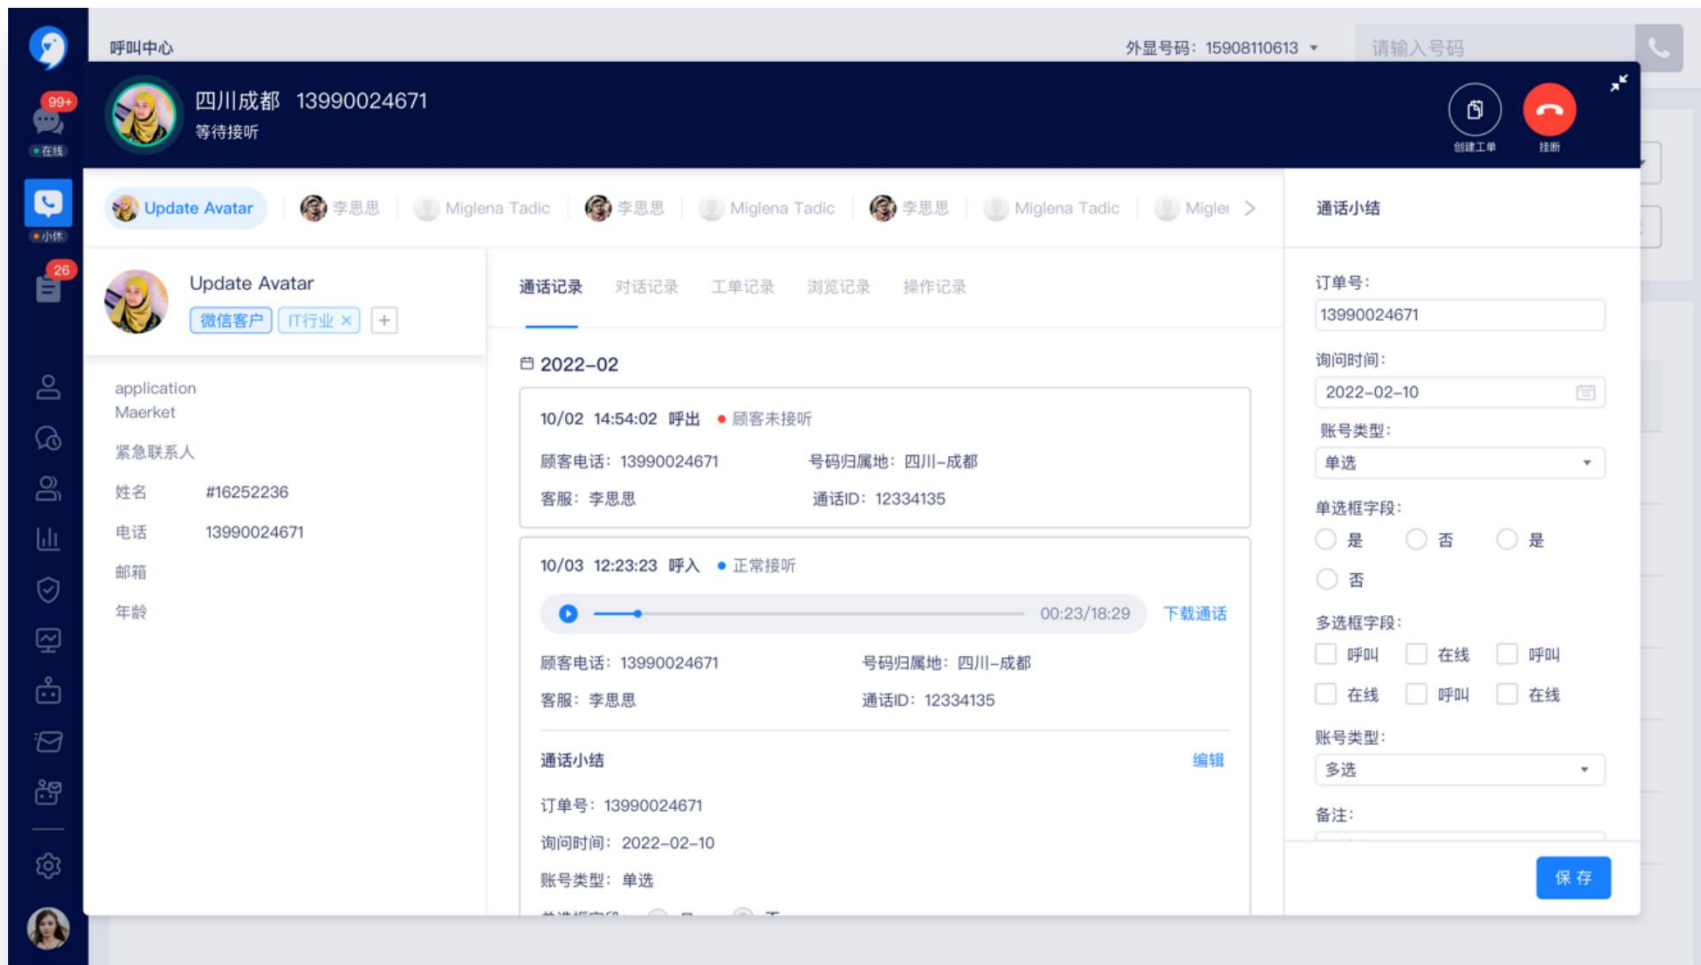 呼叫中心
外显号码：15908110613
请输入号码
99+
在线
小休
26
四川成都 13990024671
等待接听
创建工单
挂断
Update Avatar
李思思
Miglena Tadic
李思思
Miglena Tadic
李思思
Miglena Tadic
Migler
通话小结
Update Avatar
微信客户 IT行业 × +
application
Maerket
紧急联系人
姓名 #16252236
电话 13990024671
邮箱
年龄
通话记录 对话记录 工单记录 浏览记录 操作记录
2022-02
10/02 14:54:02 呼出 顾客未接听
顾客电话：13990024671 号码归属地：四川-成都
客服：李思思 通话ID：12334135
10/03 12:23:23 呼入 正常接听
00:23/18:29 下载通话
顾客电话：13990024671 号码归属地：四川-成都
客服：李思思 通话ID：12334135
通话小结 编辑
订单号：13990024671
询问时间：2022-02-10
账号类型：单选
订单号：
13990024671
询问时间：
2022-02-10
账号类型：
单选
单选框字段：
是 否 是
否
多选框字段：
呼叫 在线 呼叫
在线 呼叫 在线
账号类型：
多选
备注：
保存